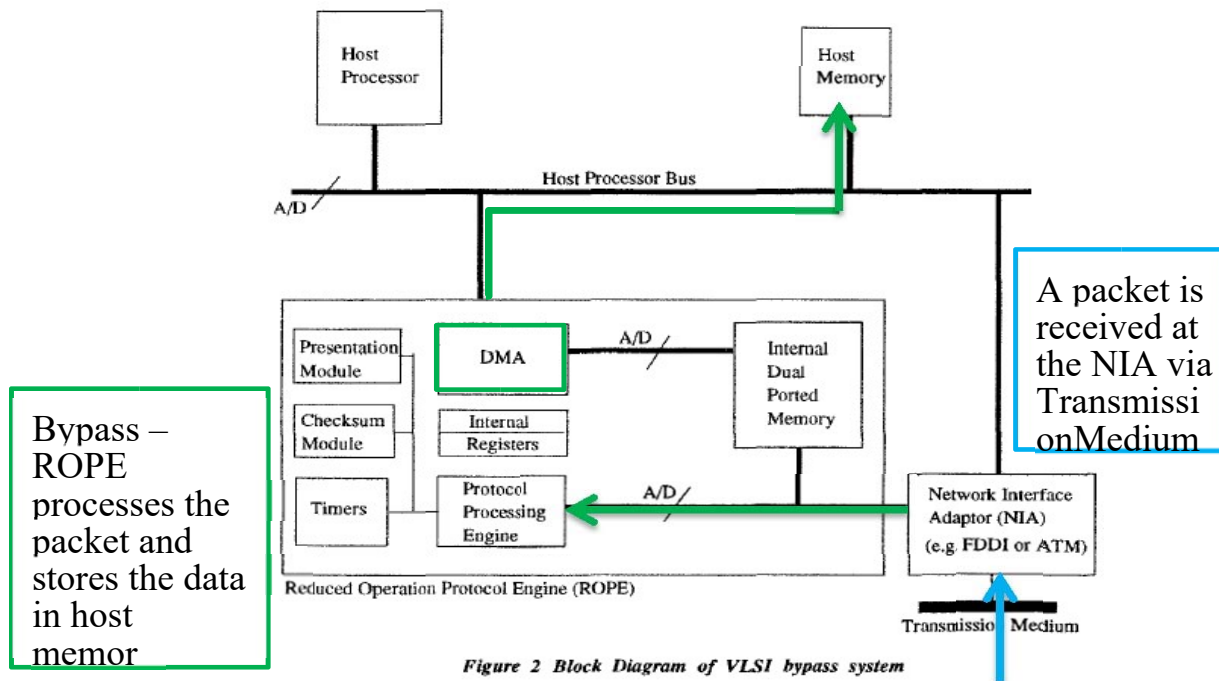 Host
Processor
Host
Memory
Host Processor Bus
A/D
A packet is
received at
the NIA via
Transmissi
onMedium
Presentation
Module
DMA
A/D
Internal
Dual
Ported
Memory
Checksum
Module
Internal
Registers
Bypass –
ROPE
processes the
packet and
stores the data
in host
memor
Timers
Protocol
Processing
Engine
A/D
Network Interface
Adaptor (NIA)
(e.g. FDDI or ATM)
Reduced Operation Protocol Engine (ROPE)
Transmission Medium
Figure 2 Block Diagram of VLSI bypass system